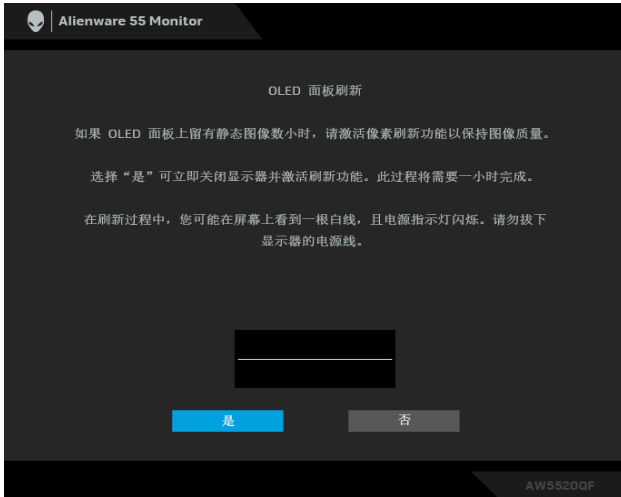 Alienware 55 Monitor
OLED 面板刷新
如果 OLED 面板上留有静态图像数小时，请激活像素刷新功能以保持图像质量。
选择“是”可立即关闭显示器并激活刷新功能。此过程将需要一小时完成。
在刷新过程中，您可能在屏幕上看到一根白线，且电源指示灯闪烁。请勿拔下
显示器的电源线。
是
否
AW5520QF